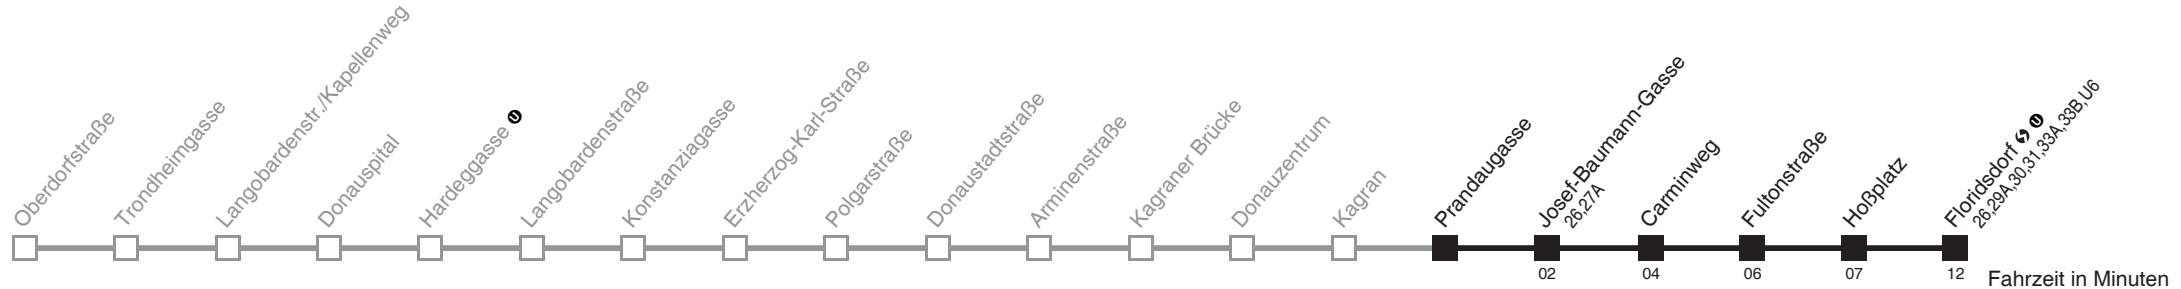 Oberdorfstraße
Trondheimgasse
Langobardenstr./Kapellenweg
Donauspital
Hardeggasse U
Langobardenstraße
Konstanziagasse
Erzherzog-Karl-Straße
Polgarstraße
Donaustadtstraße
Arminenstraße
Kagraner Brücke
Donauzentrum
Kagran
Prandaugasse
Josef-Baumann-Gasse
26,27A
Carminweg
Fultonstraße
Hoßplatz
Floridsdorf S U
26,29A,30,31,33A,33B,U6
02
04
06
07
12
Fahrzeit in Minuten